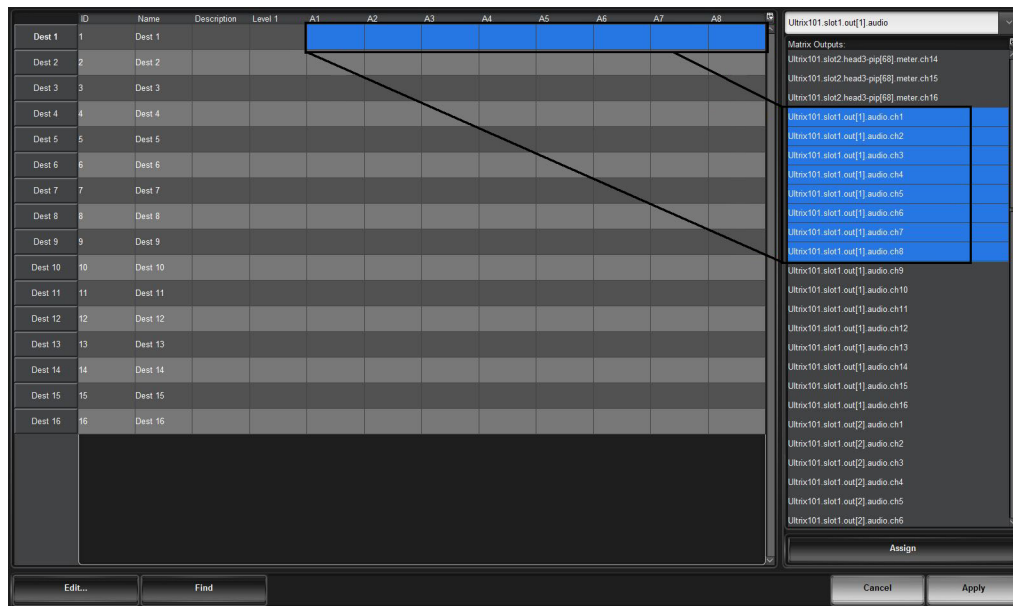 ID Name Description Level 1 A1 A2 A3 A4 A5 A6 A7 A8
Dest 1 1 Dest 1
Dest 2 2 Dest 2
Dest 3 3 Dest 3
Dest 4 4 Dest 4
Dest 5 5 Dest 5
Dest 6 6 Dest 6
Dest 7 7 Dest 7
Dest 8 8 Dest 8
Dest 9 9 Dest 9
Dest 10 10 Dest 10
Dest 11 11 Dest 11
Dest 12 12 Dest 12
Dest 13 13 Dest 13
Dest 14 14 Dest 14
Dest 15 15 Dest 15
Dest 16 16 Dest 16
Ultrix101.slot1.out[1].audio
Matrix Outputs:
Ultrix101.slot2.head3-pip[68].meter.ch14
Ultrix101.slot2.head3-pip[68].meter.ch15
Ultrix101.slot2.head3-pip[68].meter.ch16
Ultrix101.slot1.out[1].audio.ch1
Ultrix101.slot1.out[1].audio.ch2
Ultrix101.slot1.out[1].audio.ch3
Ultrix101.slot1.out[1].audio.ch4
Ultrix101.slot1.out[1].audio.ch5
Ultrix101.slot1.out[1].audio.ch6
Ultrix101.slot1.out[1].audio.ch7
Ultrix101.slot1.out[1].audio.ch8
Ultrix101.slot1.out[1].audio.ch9
Ultrix101.slot1.out[1].audio.ch10
Ultrix101.slot1.out[1].audio.ch11
Ultrix101.slot1.out[1].audio.ch12
Ultrix101.slot1.out[1].audio.ch13
Ultrix101.slot1.out[1].audio.ch14
Ultrix101.slot1.out[1].audio.ch15
Ultrix101.slot1.out[1].audio.ch16
Ultrix101.slot1.out[2].audio.ch1
Ultrix101.slot1.out[2].audio.ch2
Ultrix101.slot1.out[2].audio.ch3
Ultrix101.slot1.out[2].audio.ch4
Ultrix101.slot1.out[2].audio.ch5
Ultrix101.slot1.out[2].audio.ch6
Assign
Edit... Find Cancel Apply